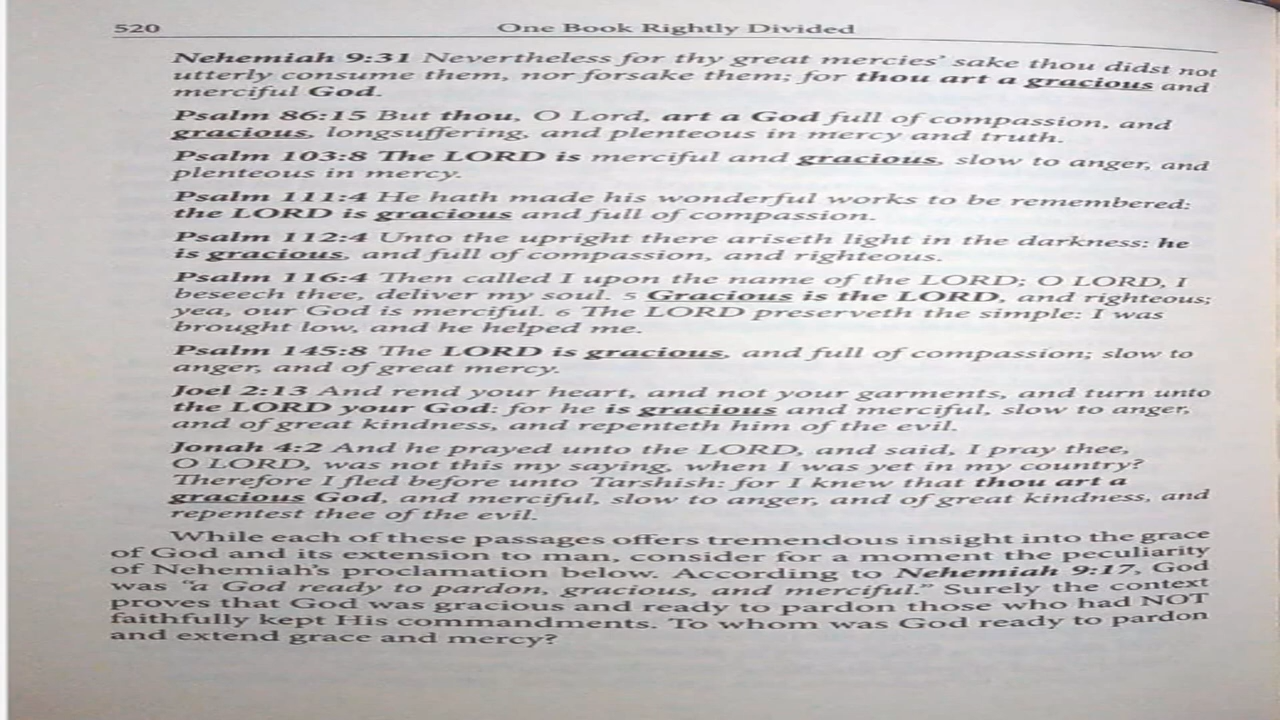 520 One Book Rightly Divided
Nehemiah 9:31 Nevertheless for thy great mercies' sake thou didst not
utterly consume them, nor forsake them; for thou art a gracious and
merciful God.
Psalm 86:15 But thou, O Lord, art a God full of compassion, and
gracious, longsuffering, and plenteous in mercy and truth.
Psalm 103:8 The LORD is merciful and gracious, slow to anger, and
plenteous in mercy.
Psalm 111:4 He hath made his wonderful works to be remembered:
the LORD is gracious and full of compassion.
Psalm 112:4 Unto the upright there ariseth light in the darkness: he
is gracious, and full of compassion, and righteous.
Psalm 116:4 Then called I upon the name of the LORD; O LORD, I
beseech thee, deliver my soul. 5 Gracious is the LORD, and righteous;
yea, our God is merciful. 6 The LORD preserveth the simple: I was
brought low, and he helped me.
Psalm 145:8 The LORD is gracious, and full of compassion; slow to
anger, and of great mercy.
Joel 2:13 And rend your heart, and not your garments, and turn unto
the LORD your God: for he is gracious and merciful, slow to anger,
and of great kindness, and repenteth him of the evil.
Jonah 4:2 And he prayed unto the LORD, and said, I pray thee,
O LORD, was not this my saying, when I was yet in my country?
Therefore I fled before unto Tarshish: for I knew that thou art a
gracious God, and merciful, slow to anger, and of great kindness, and
repentest thee of the evil.
While each of these passages offers tremendous insight into the grace
of God and its extension to man, consider for a moment the peculiarity
of Nehemiah's proclamation below. According to Nehemiah 9:17, God
was "a God ready to pardon, gracious, and merciful." Surely the context
proves that God was gracious and ready to pardon those who had NOT
faithfully kept His commandments. To whom was God ready to pardon
and extend grace and mercy?